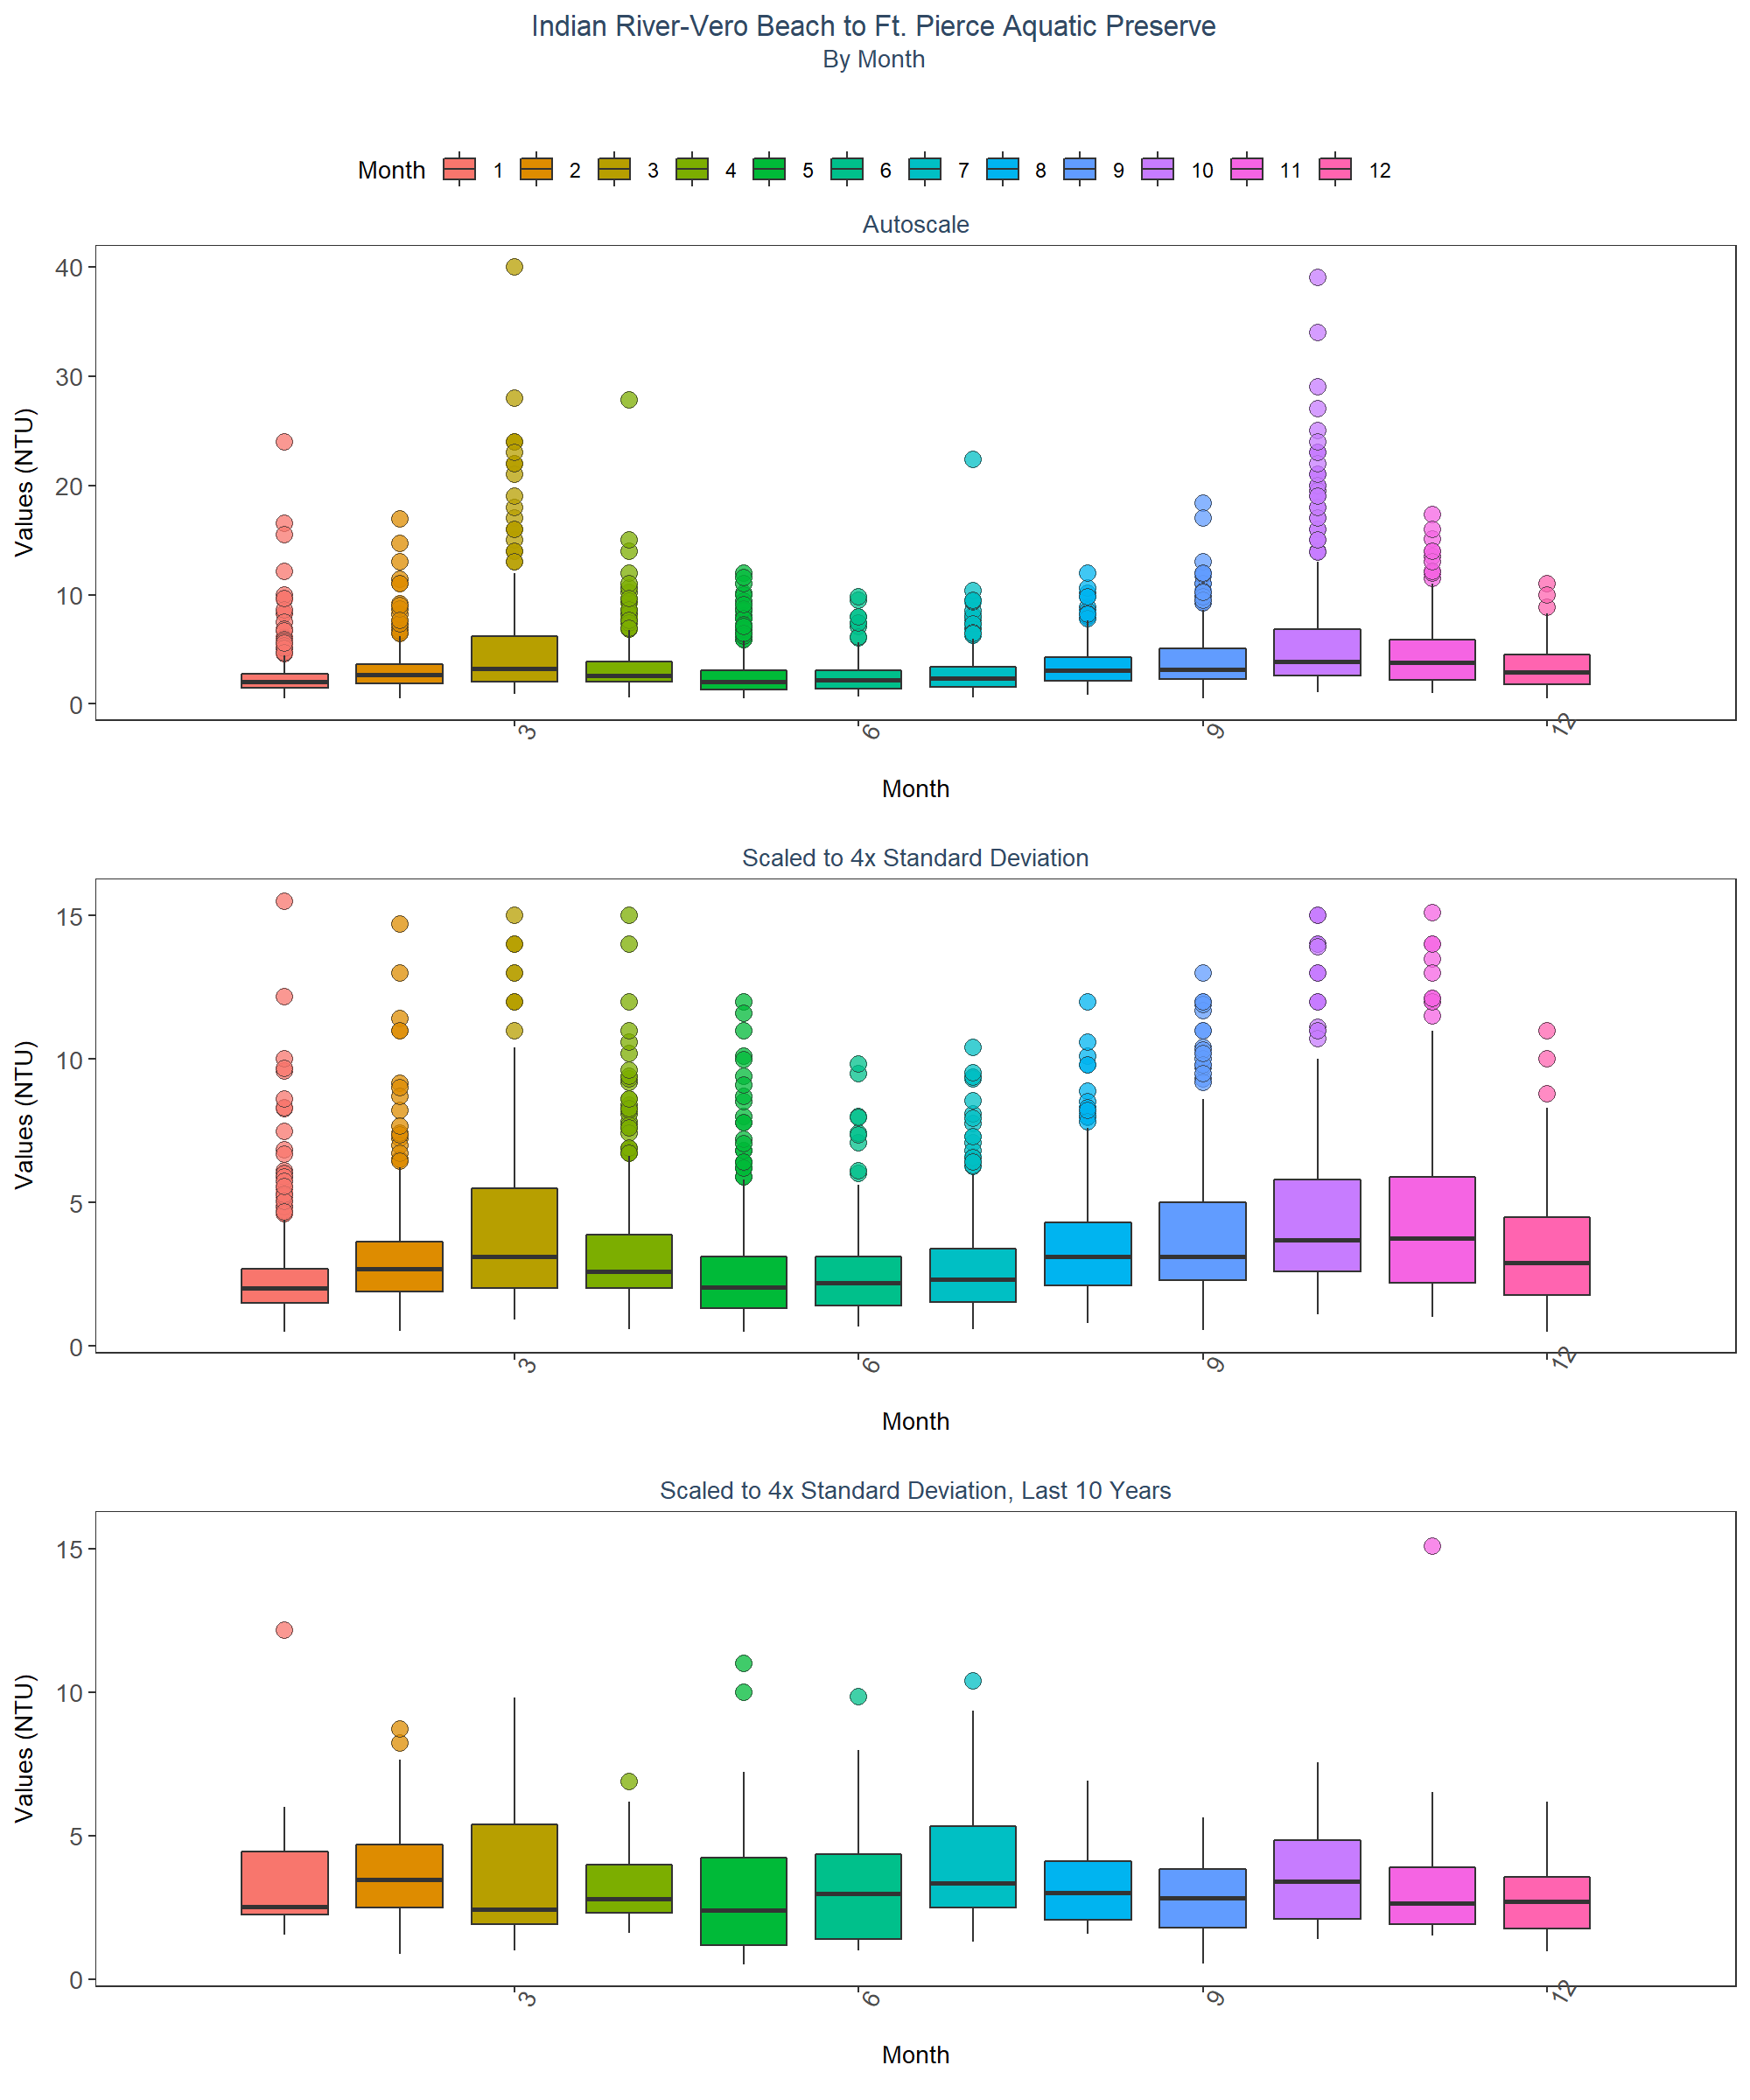 Indian River-Vero Beach to Ft. Pierce Aquatic Preserve
By Month
Month 1 2 3 4 5 6 7 8 9 10 11 12
Autoscale
Values (NTU)
40
30
20
10
0
3 6 9 12
Month
Scaled to 4x Standard Deviation
Values (NTU)
15
10
5
0
3 6 9 12
Month
Scaled to 4x Standard Deviation, Last 10 Years
Values (NTU)
15
10
5
0
3 6 9 12
Month